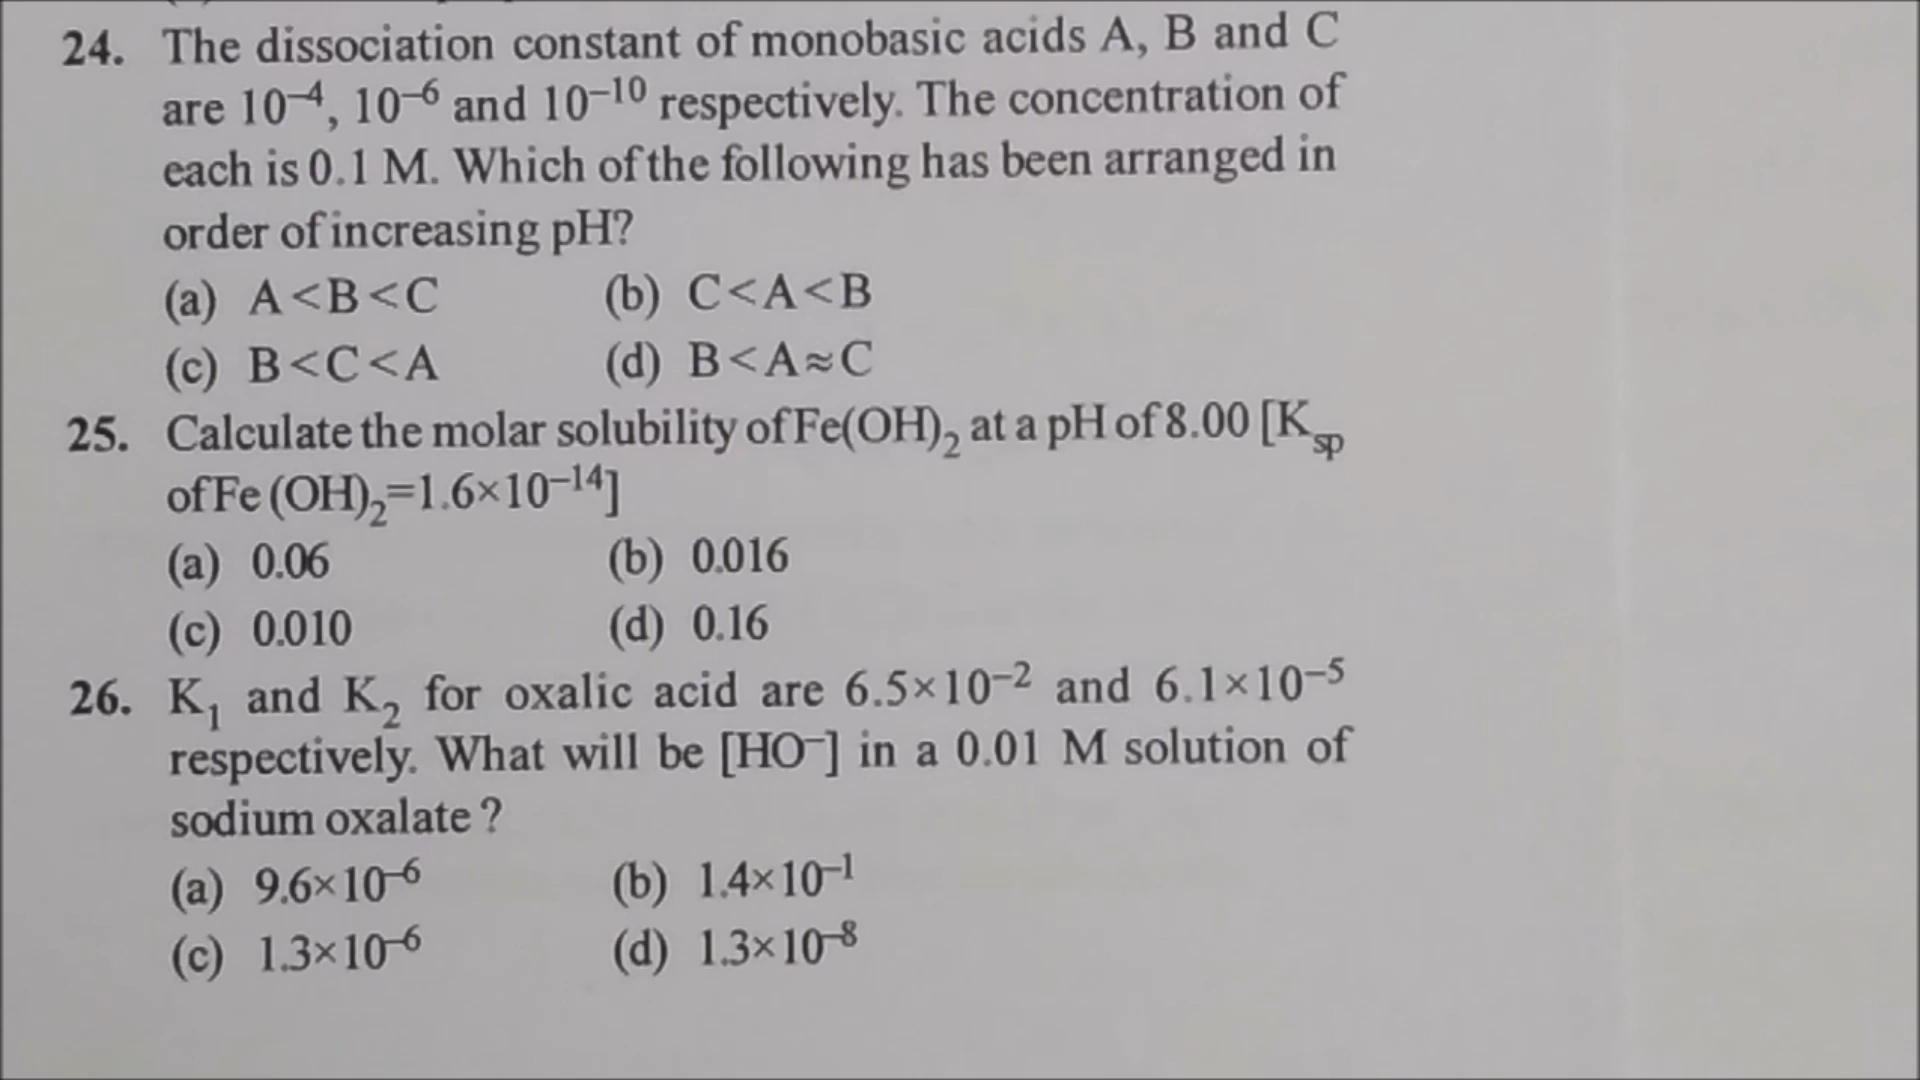 24. The dissociation constant of monobasic acids A, B and C
are 10⁻⁴, 10⁻⁶ and 10⁻¹⁰ respectively. The concentration of
each is 0.1 M. Which of the following has been arranged in
order of increasing pH?
(a) A<B<C (b) C<A<B
(c) B<C<A (d) B<A≈C
25. Calculate the molar solubility of Fe(OH)₂ at a pH of 8.00 [Kₛₚ
of Fe (OH)₂=1.6×10⁻¹⁴]
(a) 0.06 (b) 0.016
(c) 0.010 (d) 0.16
26. K₁ and K₂ for oxalic acid are 6.5×10⁻² and 6.1×10⁻⁵
respectively. What will be [HO⁻] in a 0.01 M solution of
sodium oxalate ?
(a) 9.6×10⁻⁶ (b) 1.4×10⁻¹
(c) 1.3×10⁻⁶ (d) 1.3×10⁻⁸